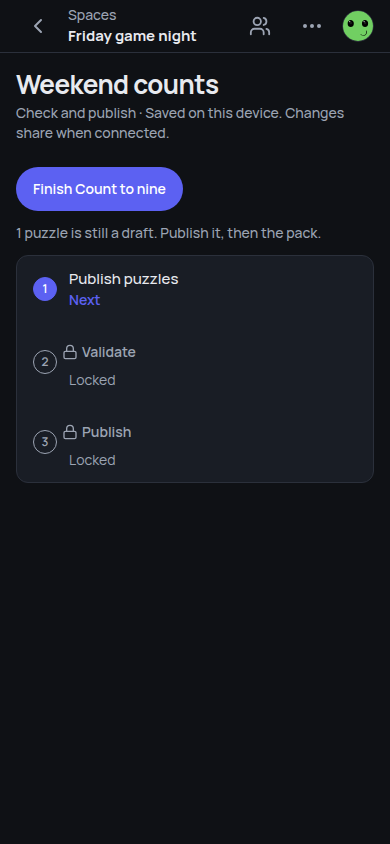 Spaces
Friday game night
Weekend counts
Check and publish · Saved on this device. Changes
share when connected.
Finish Count to nine
1 puzzle is still a draft. Publish it, then the pack.
1
Publish puzzles
Next
2
Validate
Locked
3
Publish
Locked